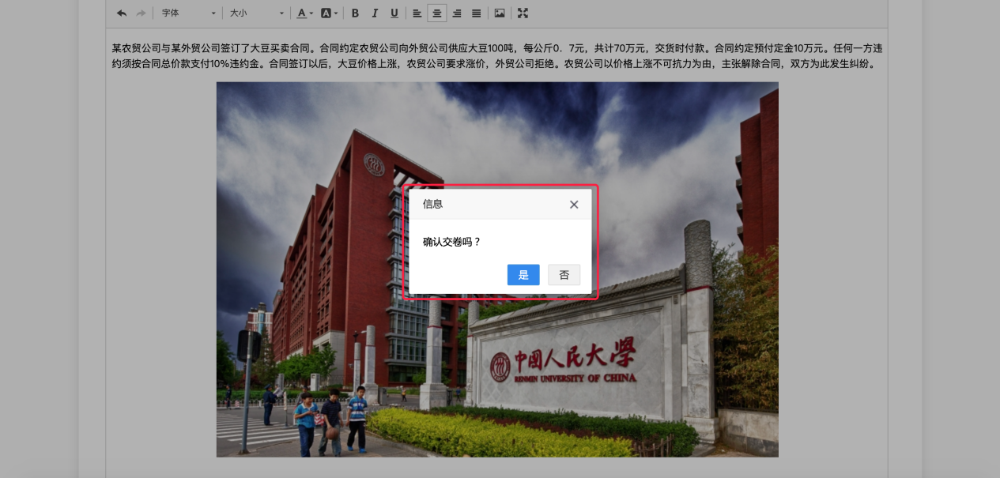 字体 大小 A A B I U
某农贸公司与某外贸公司签订了大豆买卖合同。合同约定农贸公司向外贸公司供应大豆100吨，每公斤0．7元，共计70万元，交货时付款。合同约定预付定金10万元。任何一方违
约须按合同总价款支付10%违约金。合同签订以后，大豆价格上涨，农贸公司要求涨价，外贸公司拒绝。农贸公司以价格上涨不可抗力为由，主张解除合同，双方为此发生纠纷。
信息
确认交卷吗？
是 否
中国人民大学
RENMIN UNIVERSITY OF CHINA